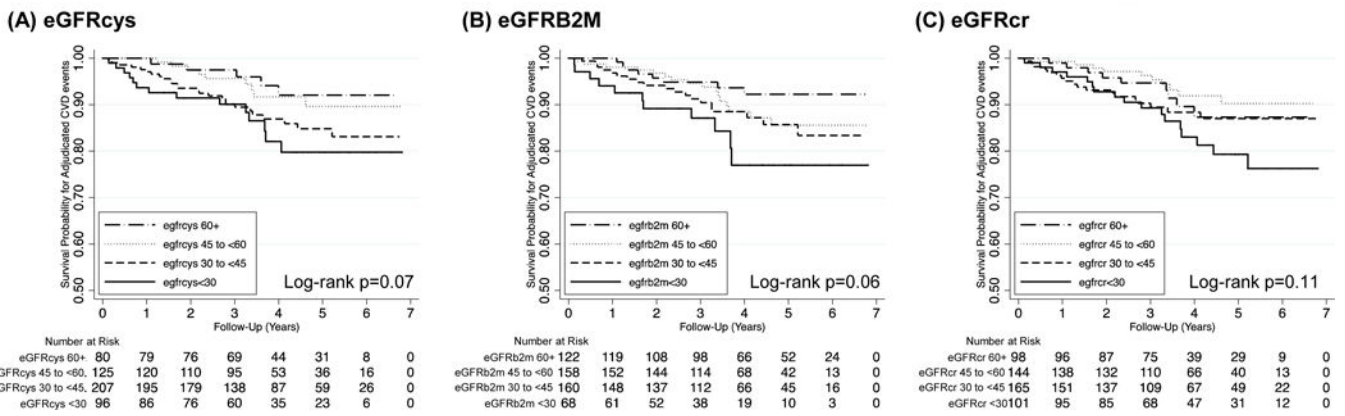 (A) eGFRcys
Survival Probability for Adjudicated CVD events
1.00
0.90
0.80
0.70
0.60
0.50
egfrcys 60+
egfrcys 45 to <60
egfrcys 30 to <45
egfrcys<30
Log-rank p=0.07
0 1 2 3 4 5 6 7
Follow-Up (Years)
Number at Risk
eGFRcys 60+ 80 79 76 69 44 31 8 0
eGFRcys 45 to <60 125 120 110 95 53 36 16 0
eGFRcys 30 to <45 207 195 179 138 87 59 26 0
eGFRcys <30 96 86 76 60 35 23 6 0
(B) eGFRB2M
Survival Probability for Adjudicated CVD events
1.00
0.90
0.80
0.70
0.60
0.50
egfrb2m 60+
egfrb2m 45 to <60
egfrb2m 30 to <45
egfrb2m<30
Log-rank p=0.06
0 1 2 3 4 5 6 7
Follow-Up (Years)
Number at Risk
eGFRb2m 60+ 122 119 108 98 66 52 24 0
eGFRb2m 45 to <60 158 152 144 114 68 42 13 0
eGFRb2m 30 to <45 160 148 137 112 66 45 16 0
eGFRb2m <30 68 61 52 38 19 10 3 0
(C) eGFRcr
Survival Probability for Adjudicated CVD events
1.00
0.90
0.80
0.70
0.60
0.50
egfrcr 60+
egfrcr 45 to <60
egfrcr 30 to <45
egfrcr<30
Log-rank p=0.11
0 1 2 3 4 5 6 7
Follow-Up (Years)
Number at Risk
eGFRcr 60+ 98 96 87 75 39 29 9 0
eGFRcr 45 to <60 144 138 132 110 66 40 13 0
eGFRcr 30 to <45 165 151 137 109 67 49 22 0
eGFRcr <30 101 95 85 68 47 31 12 0